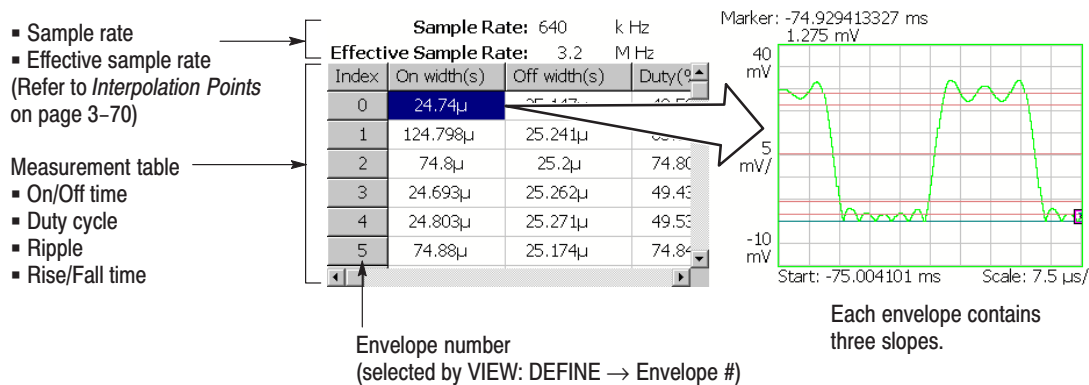 ▪ Sample rate
▪ Effective sample rate
(Refer to Interpolation Points
on page 3–70)
Measurement table
▪ On/Off time
▪ Duty cycle
▪ Ripple
▪ Rise/Fall time
Sample Rate: 640 k Hz
Effective Sample Rate: 3.2 M Hz
Index On width(s) Off width(s) Duty(%
0 24.74µ
1 124.798µ 25.241µ
2 74.8µ 25.2µ 74.80
3 24.693µ 25.262µ 49.43
4 24.803µ 25.271µ 49.53
5 74.88µ 25.174µ 74.84
Envelope number
(selected by VIEW: DEFINE → Envelope #)
Marker: -74.929413327 ms
1.275 mV
40
mV
5
mV/
-10
mV
Start: -75.004101 ms Scale: 7.5 µs/
Each envelope contains
three slopes.